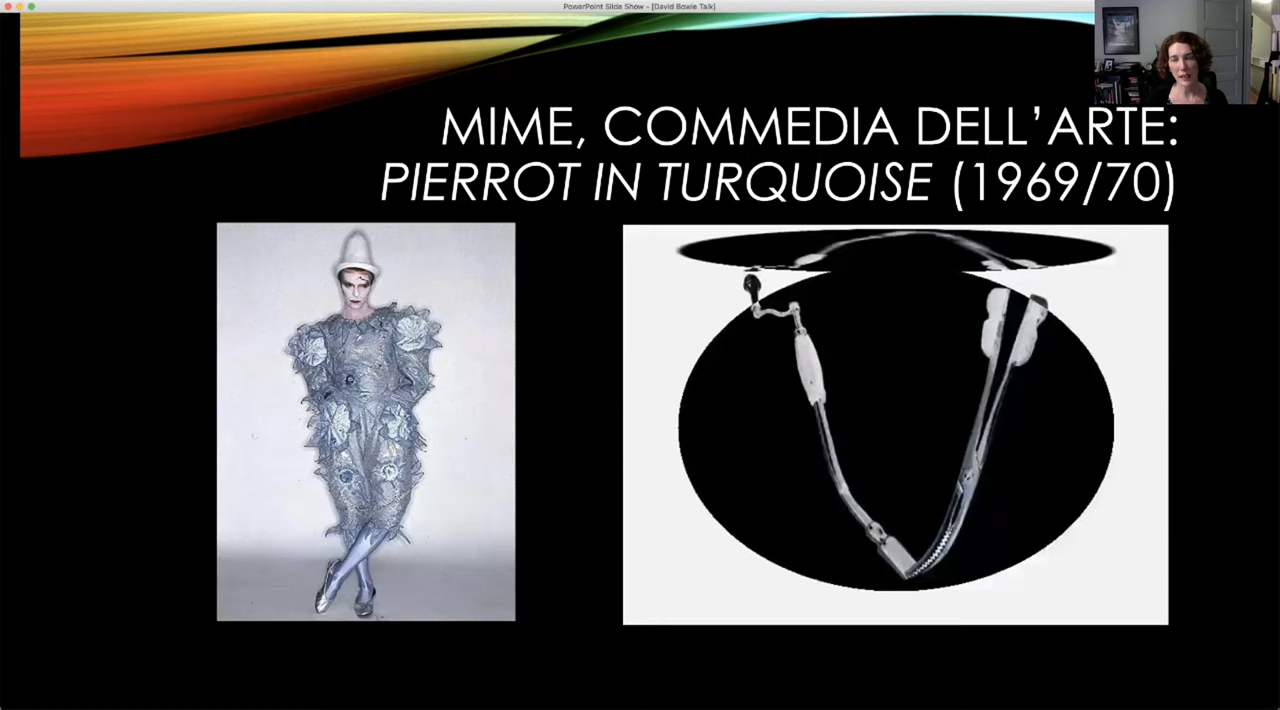 PowerPoint Slide Show - [David Bowie Talk]
MIME, COMMEDIA DELL’ARTE:
PIERROT IN TURQUOISE (1969/70)